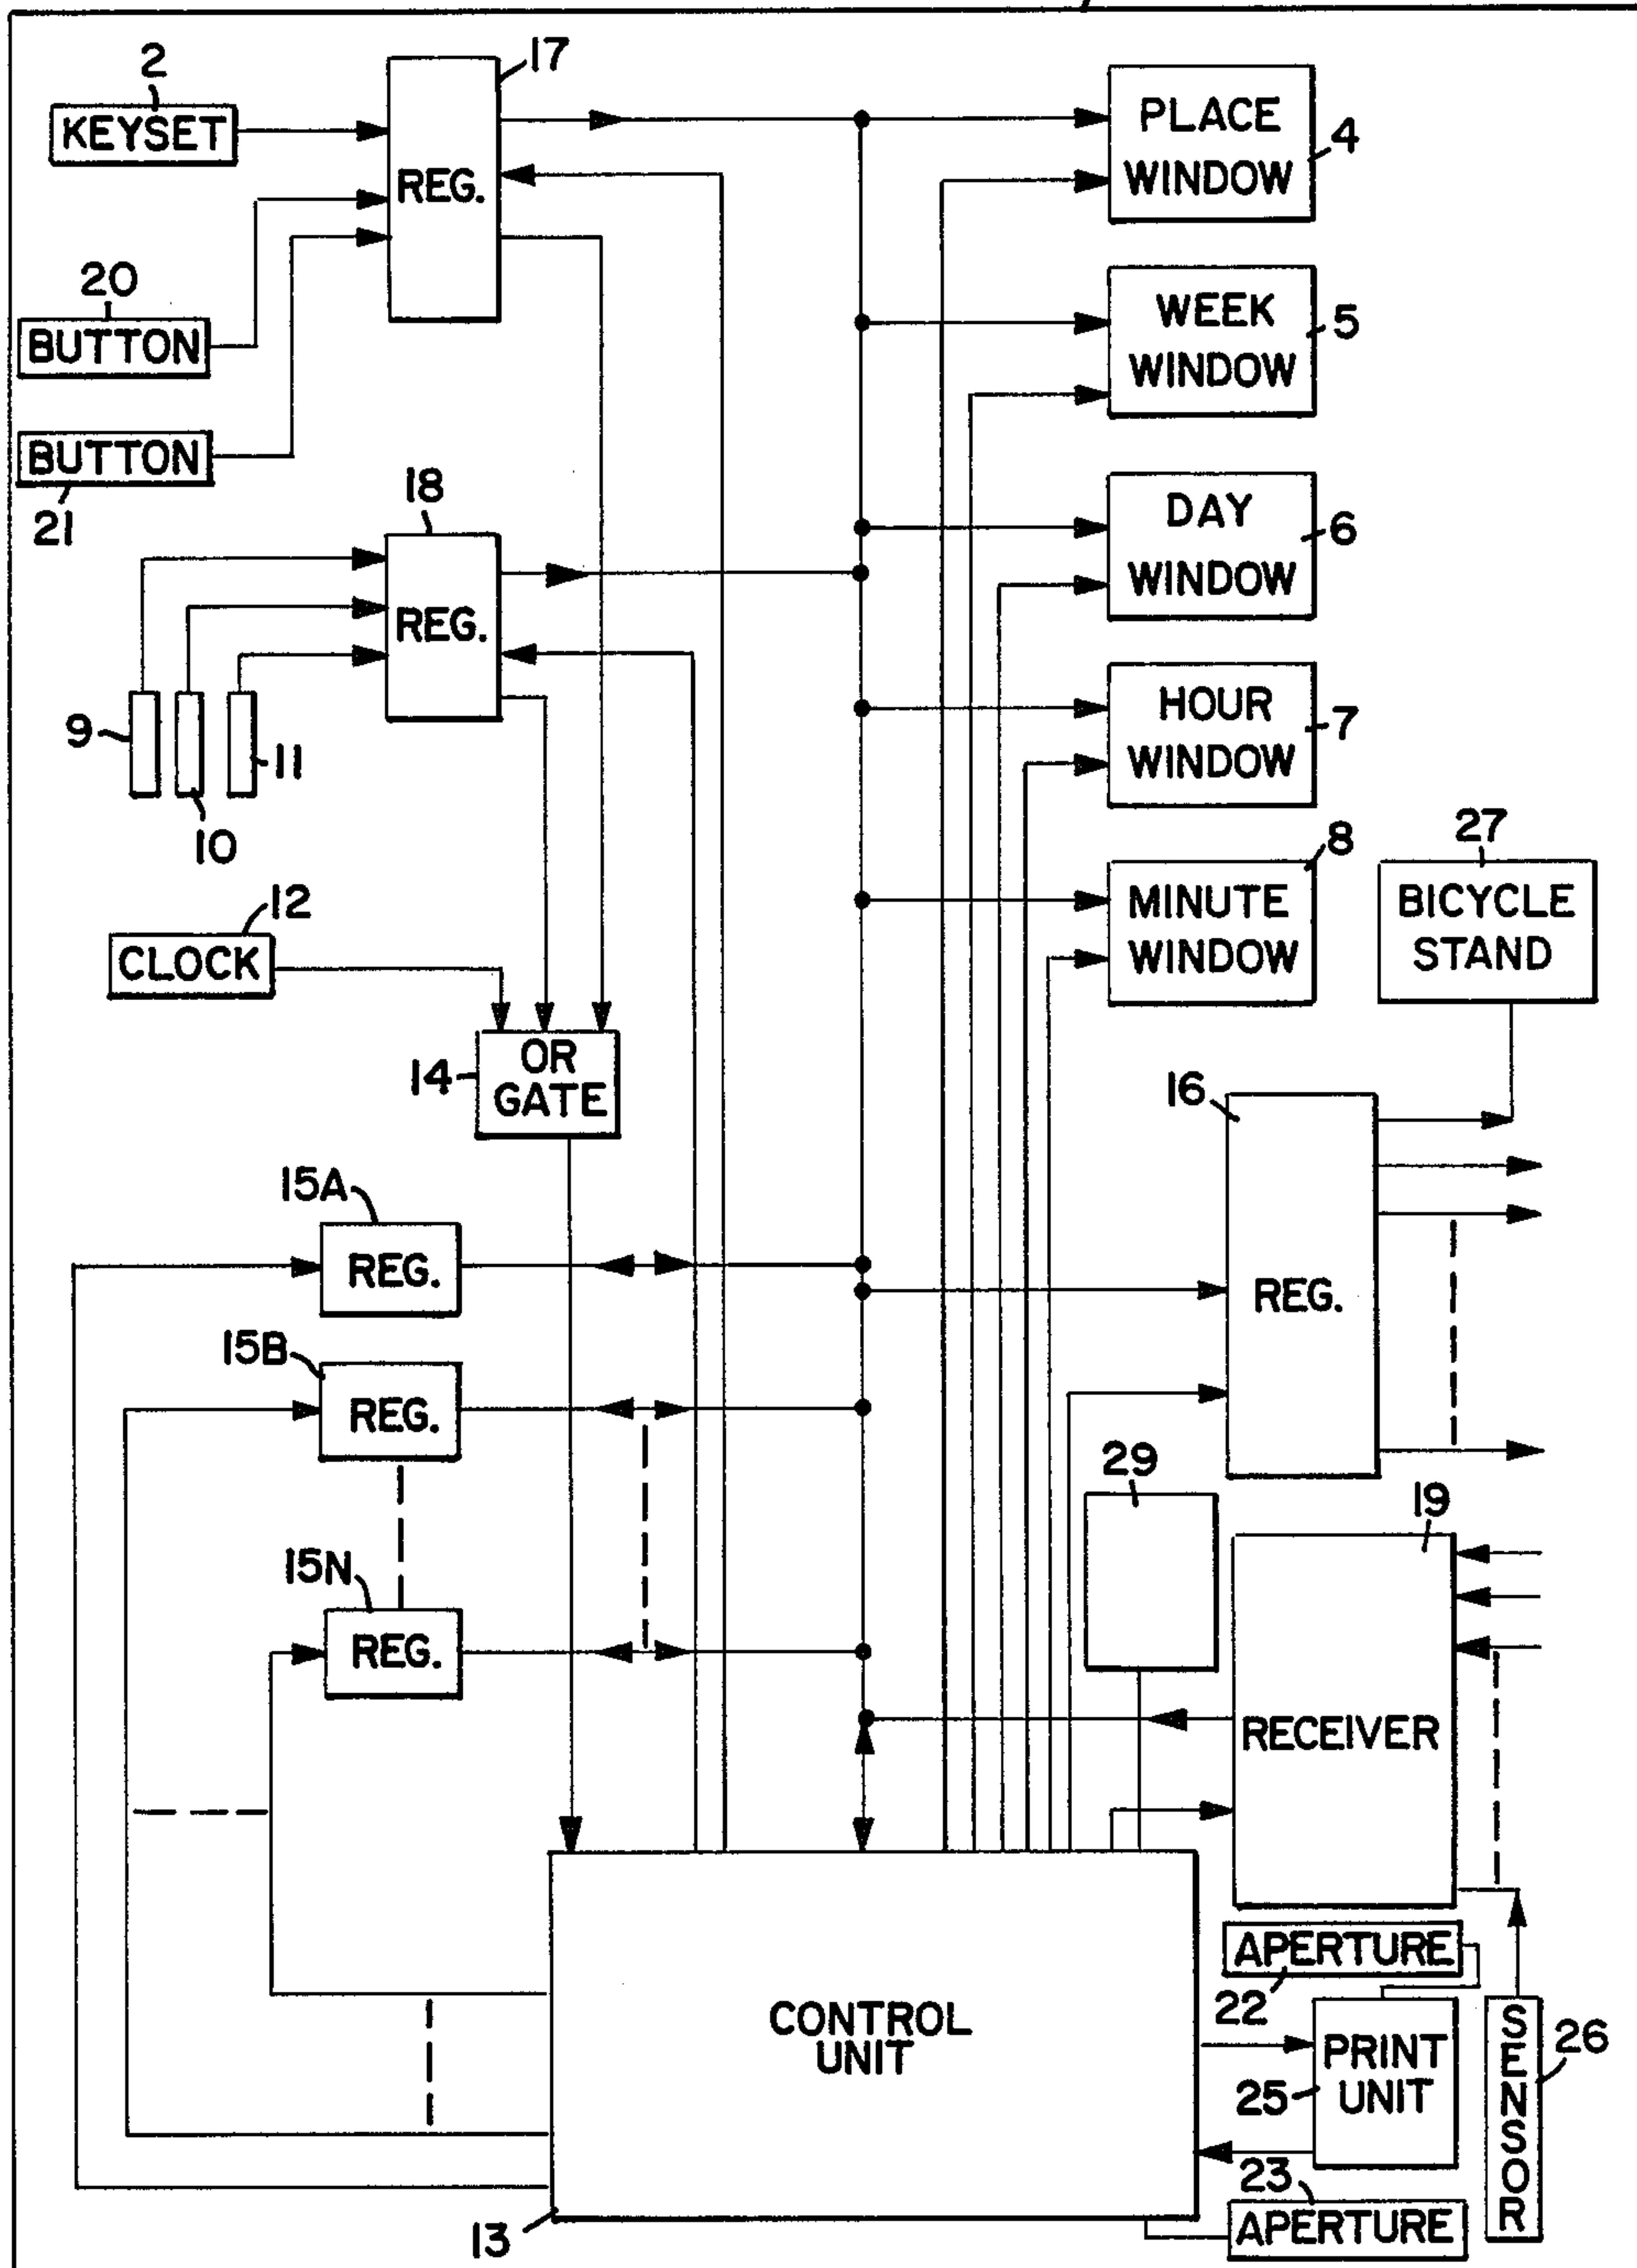 2
KEYSET
17
REG.
PLACE
WINDOW
4
20
BUTTON
WEEK
WINDOW
5
BUTTON
21
18
REG.
DAY
WINDOW
6
9
10
11
HOUR
WINDOW
7
12
CLOCK
8
MINUTE
WINDOW
27
BICYCLE
STAND
14
OR
GATE
16
REG.
15A
REG.
15B
REG.
15N
REG.
29
19
RECEIVER
CONTROL
UNIT
13
APERTURE
22
PRINT
UNIT
25
SENSOR
26
23
APERTURE